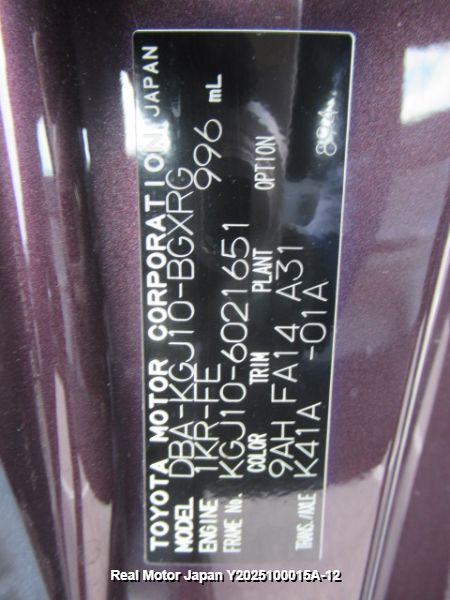 TOYOTA MOTOR CORPORATION JAPAN
MODEL DBA-KGJ10-BGXRG
ENGINE 1KR-FE 996 mL
FRAME No. KGJ10-6021651
COLOR TRIM PLANT OPTION
9AH FA14 A31
TRANS./AXLE K41A -01A
894
Real Motor Japan Y2025100015A-12